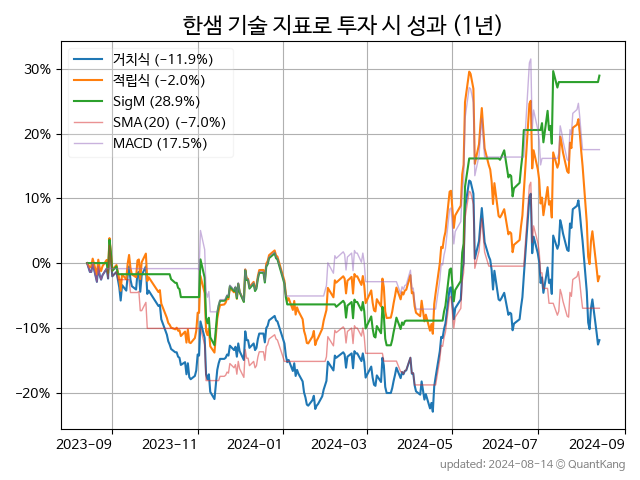 한샘 기술 지표로 투자 시 성과 (1년)
거치식 (−11.9%)
적립식 (−2.0%)
SigM (28.9%)
SMA(20) (−7.0%)
MACD (17.5%)
30%
20%
10%
0%
−10%
−20%
2023-09 2023-11 2024-01 2024-03 2024-05 2024-07 2024-09
updated: 2024-08-14 © QuantKang